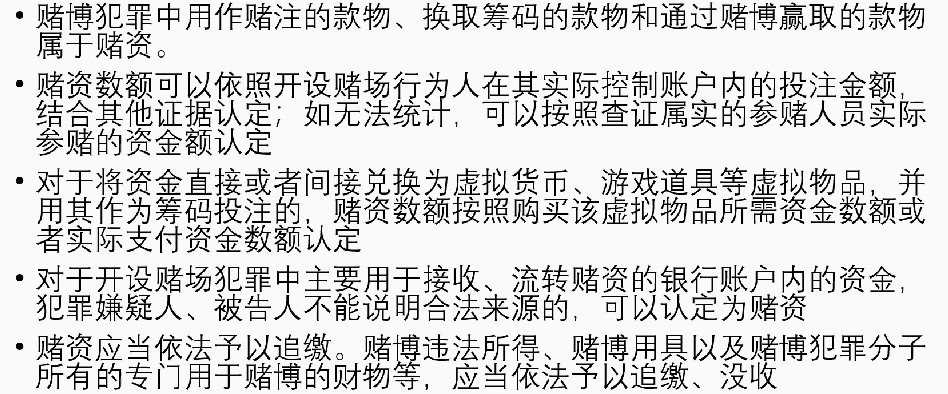 • 赌博犯罪中用作赌注的款物、换取筹码的款物和通过赌博赢取的款物
属于赌资。
• 赌资数额可以依照开设赌场行为人在其实际控制账户内的投注金额，
结合其他证据认定；如无法统计，可以按照查证属实的参赌人员实际
参赌的资金额认定
• 对于将资金直接或者间接兑换为虚拟货币、游戏道具等虚拟物品，并
用其作为筹码投注的，赌资数额按照购买该虚拟物品所需资金数额或
者实际支付资金数额认定
• 对于开设赌场犯罪中主要用于接收、流转赌资的银行账户内的资金，
犯罪嫌疑人、被告人不能说明合法来源的，可以认定为赌资
• 赌资应当依法予以追缴。赌博违法所得、赌博用具以及赌博犯罪分子
所有的专门用于赌博的财物等，应当依法予以追缴、没收